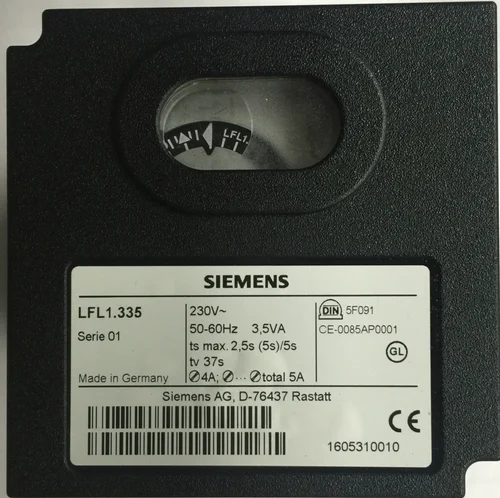 LFL1.
SIEMENS
LFL1.335
Serie 01
Made in Germany
230V~
50-60Hz 3,5VA
ts max. 2,5s (5s)/5s
tv 37s
⊘4A; ⊘··· ⊘total 5A
DIN 5F091
CE-0085AP0001
GL
Siemens AG, D-76437 Rastatt
CE
1605310010